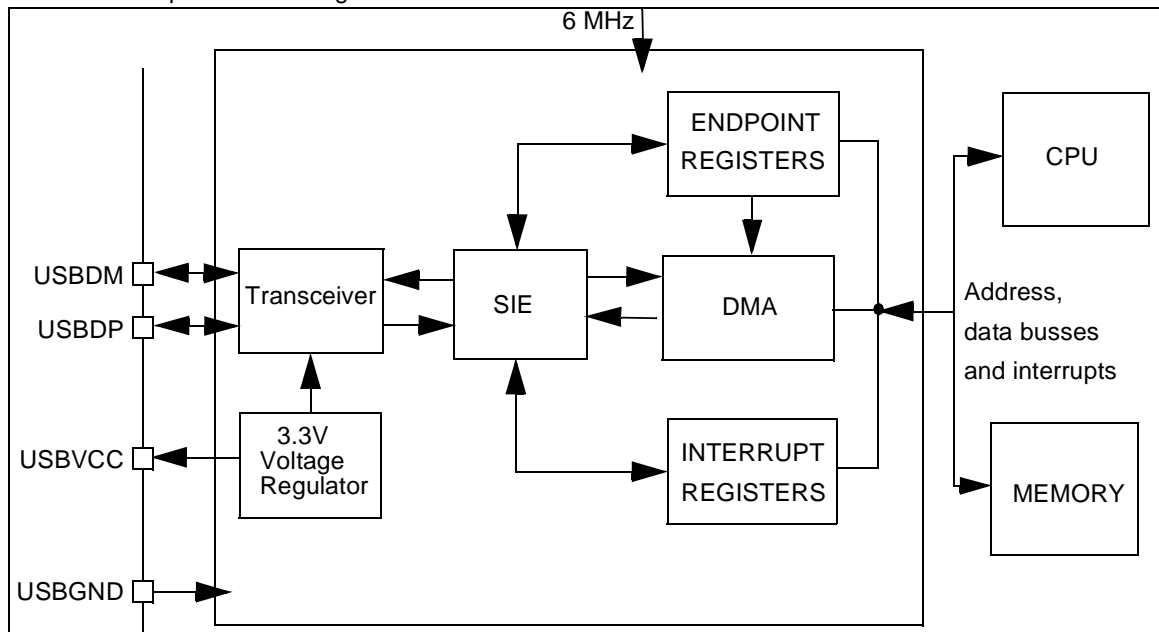 6 MHz
ENDPOINT
REGISTERS
CPU
USBDM
Transceiver
SIE
DMA
USBDP
Address,
data busses
and interrupts
3.3V
Voltage
Regulator
USBVCC
INTERRUPT
REGISTERS
MEMORY
USBGND